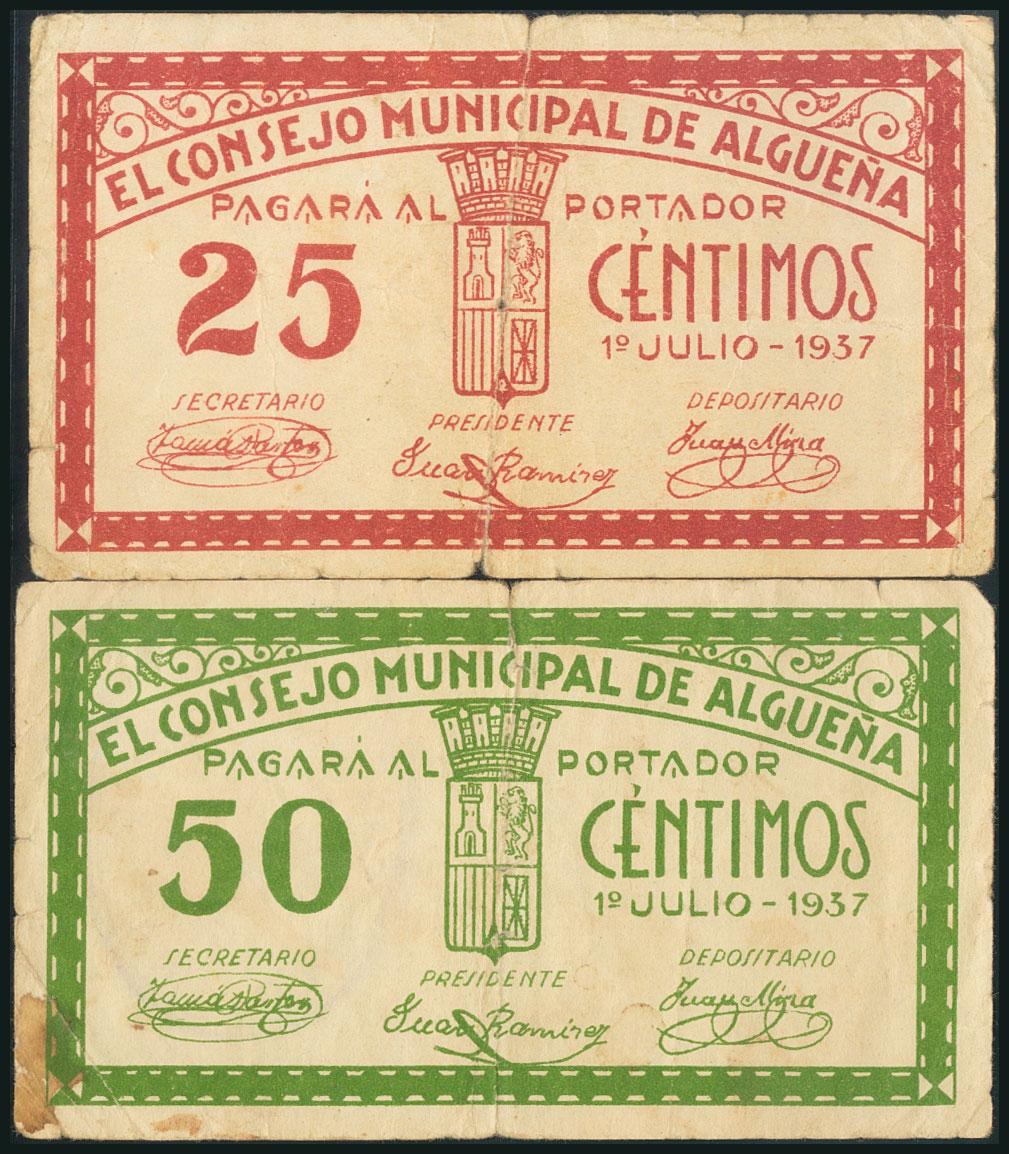 EL CONSEJO MUNICIPAL DE ALGUEÑA
PAGARÁ AL PORTADOR
25 CÉNTIMOS
1º JULIO - 1937
SECRETARIO
PRESIDENTE
DEPOSITARIO
Juan Ramirez
Juan Mira
EL CONSEJO MUNICIPAL DE ALGUEÑA
PAGARÁ AL PORTADOR
50 CÉNTIMOS
1º JULIO - 1937
SECRETARIO
PRESIDENTE
DEPOSITARIO
Juan Ramirez
Juan Mira